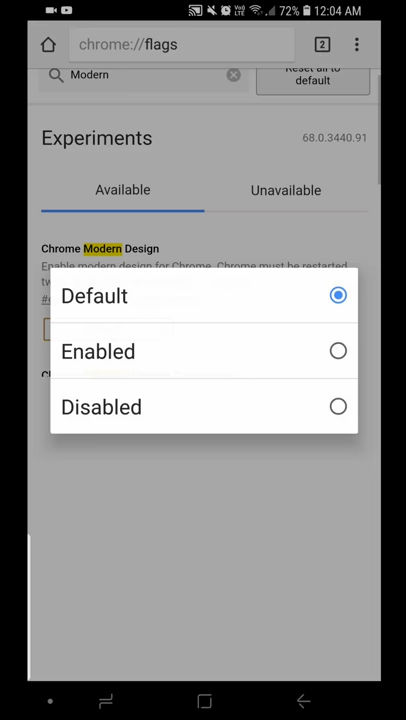 72% 12:04 AM
chrome://flags
2
Modern
Reset all to default
Experiments
68.0.3440.91
Available
Unavailable
Chrome Modern Design
Enable modern design for Chrome. Chrome must be restarted
Default
Enabled
Disabled